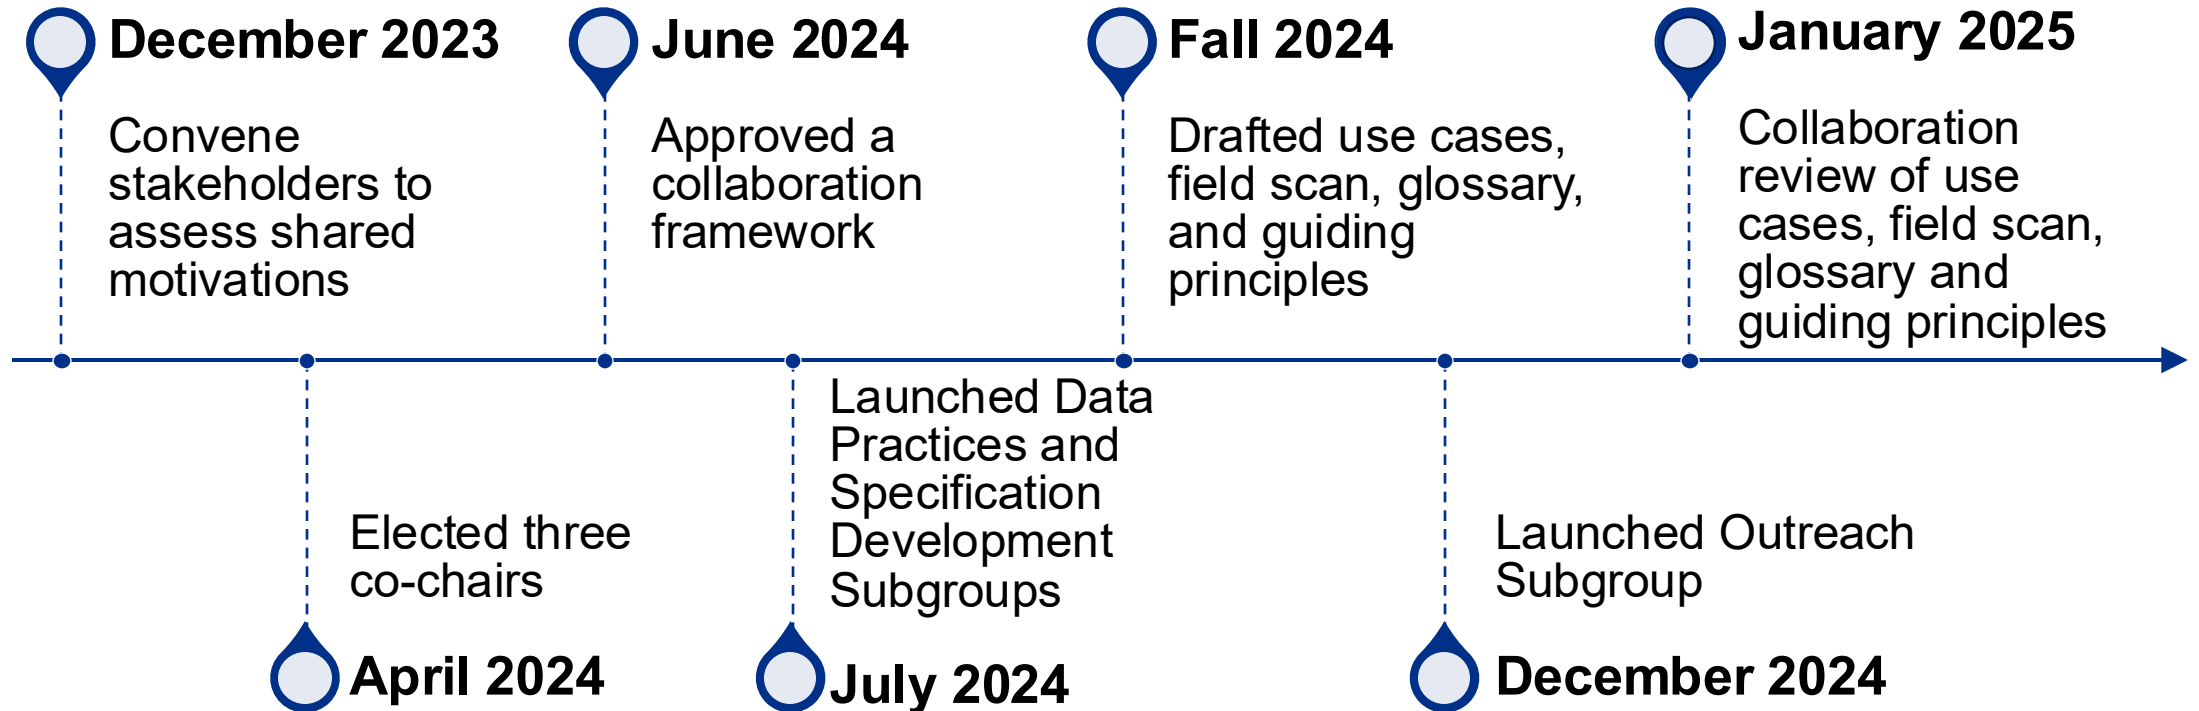 December 2023
Convene
stakeholders to
assess shared
motivations
April 2024
Elected three
co-chairs
June 2024
Approved a
collaboration
framework
July 2024
Launched Data
Practices and
Specification
Development
Subgroups
Fall 2024
Drafted use cases,
field scan, glossary,
and guiding
principles
December 2024
Launched Outreach
Subgroup
January 2025
Collaboration
review of use
cases, field scan,
glossary and
guiding principles